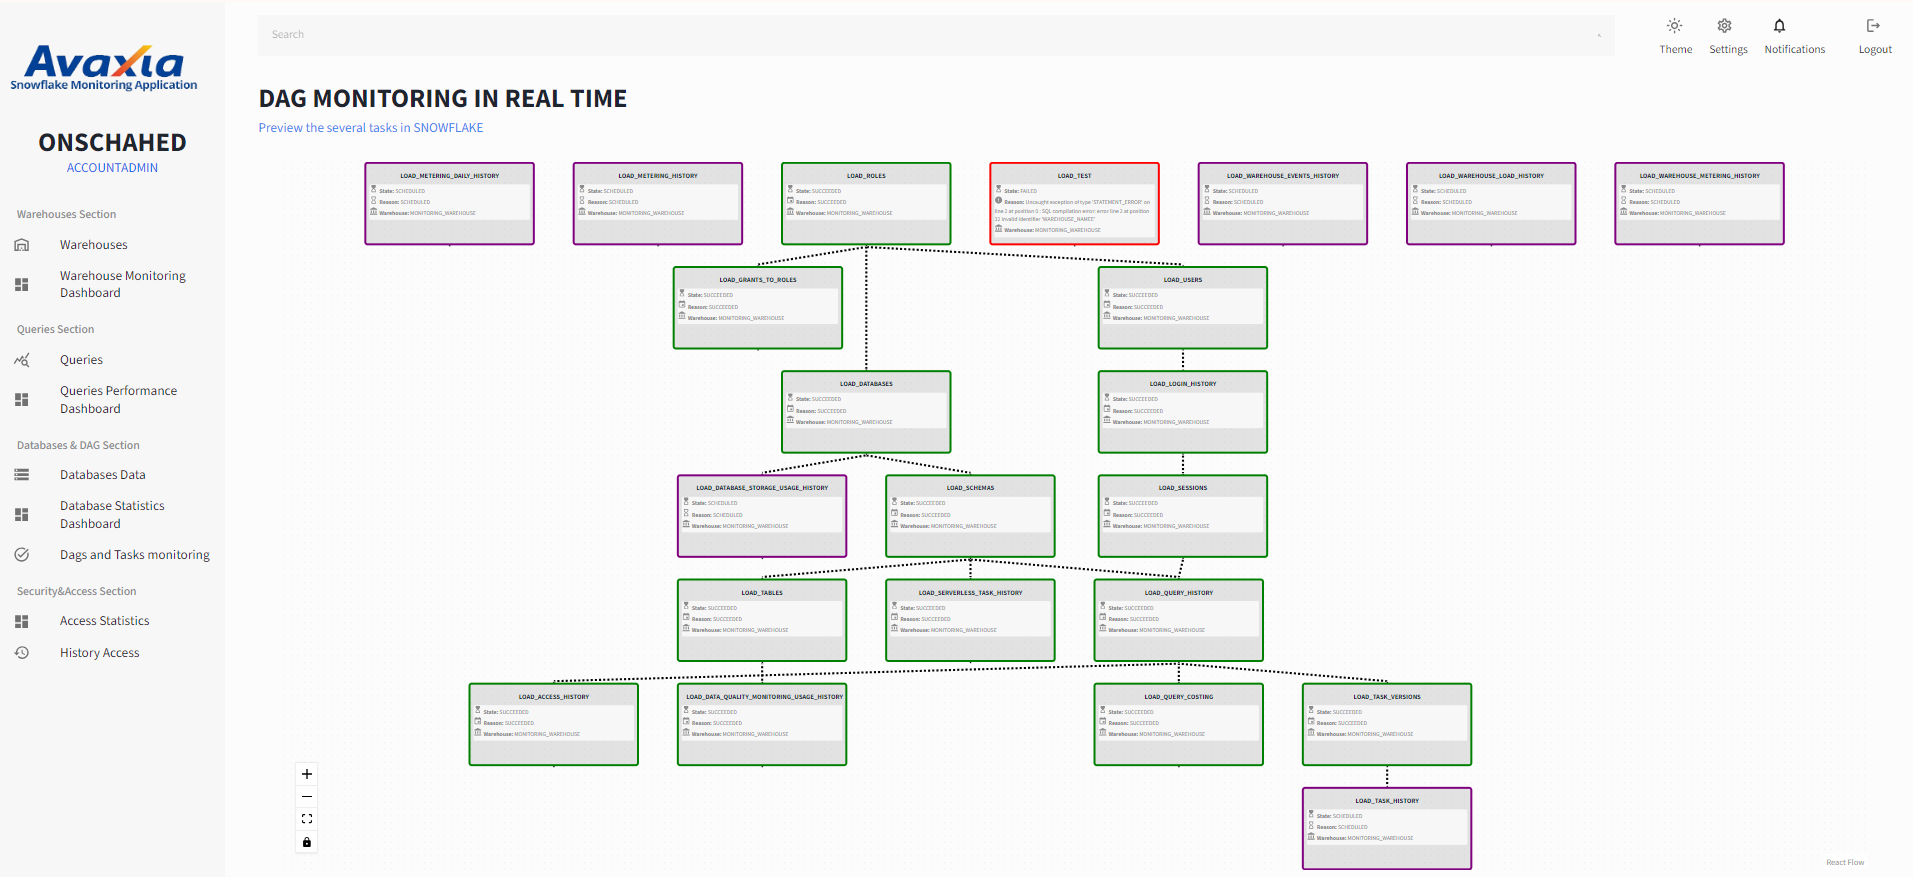 Avaxia
Snowflake Monitoring Application
ONSCHAHED
ACCOUNTADMIN
Warehouses Section
Warehouses
Warehouse Monitoring
Dashboard
Queries Section
Queries
Queries Performance
Dashboard
Databases & DAG Section
Databases Data
Database Statistics
Dashboard
Dags and Tasks monitoring
Security&Access Section
Access Statistics
History Access
Search
Theme
Settings
Notifications
Logout
DAG MONITORING IN REAL TIME
Preview the several tasks in SNOWFLAKE
LOAD_METERING_DAILY_HISTORY
State: SCHEDULED
Reason: SCHEDULED
Warehouse: MONITORING_WAREHOUSE
LOAD_METERING_HISTORY
State: SCHEDULED
Reason: SCHEDULED
Warehouse: MONITORING_WAREHOUSE
LOAD_ROLES
State: SUCCEEDED
Reason: SUCCEEDED
Warehouse: MONITORING_WAREHOUSE
LOAD_TEST
State: FAILED
Reason: Uncaught exception of type 'STATEMENT_ERROR' on
line 2 at position 0 : SQL compilation error: error line 2 at position
32 invalid identifier 'WAREHOUSE_NAMEE'
Warehouse: MONITORING_WAREHOUSE
LOAD_WAREHOUSE_EVENTS_HISTORY
State: SCHEDULED
Reason: SCHEDULED
Warehouse: MONITORING_WAREHOUSE
LOAD_WAREHOUSE_LOAD_HISTORY
State: SCHEDULED
Reason: SCHEDULED
Warehouse: MONITORING_WAREHOUSE
LOAD_WAREHOUSE_METERING_HISTORY
State: SCHEDULED
Reason: SCHEDULED
Warehouse: MONITORING_WAREHOUSE
LOAD_GRANTS_TO_ROLES
State: SUCCEEDED
Reason: SUCCEEDED
Warehouse: MONITORING_WAREHOUSE
LOAD_USERS
State: SUCCEEDED
Reason: SUCCEEDED
Warehouse: MONITORING_WAREHOUSE
LOAD_DATABASES
State: SUCCEEDED
Reason: SUCCEEDED
Warehouse: MONITORING_WAREHOUSE
LOAD_LOGIN_HISTORY
State: SUCCEEDED
Reason: SUCCEEDED
Warehouse: MONITORING_WAREHOUSE
LOAD_DATABASE_STORAGE_USAGE_HISTORY
State: SCHEDULED
Reason: SCHEDULED
Warehouse: MONITORING_WAREHOUSE
LOAD_SCHEMAS
State: SUCCEEDED
Reason: SUCCEEDED
Warehouse: MONITORING_WAREHOUSE
LOAD_SESSIONS
State: SUCCEEDED
Reason: SUCCEEDED
Warehouse: MONITORING_WAREHOUSE
LOAD_TABLES
State: SUCCEEDED
Reason: SUCCEEDED
Warehouse: MONITORING_WAREHOUSE
LOAD_SERVERLESS_TASK_HISTORY
State: SUCCEEDED
Reason: SUCCEEDED
Warehouse: MONITORING_WAREHOUSE
LOAD_QUERY_HISTORY
State: SUCCEEDED
Reason: SUCCEEDED
Warehouse: MONITORING_WAREHOUSE
LOAD_ACCESS_HISTORY
State: SUCCEEDED
Reason: SUCCEEDED
Warehouse: MONITORING_WAREHOUSE
LOAD_DATA_QUALITY_MONITORING_USAGE_HISTORY
State: SUCCEEDED
Reason: SUCCEEDED
Warehouse: MONITORING_WAREHOUSE
LOAD_QUERY_COSTING
State: SUCCEEDED
Reason: SUCCEEDED
Warehouse: MONITORING_WAREHOUSE
LOAD_TASK_VERSIONS
State: SUCCEEDED
Reason: SUCCEEDED
Warehouse: MONITORING_WAREHOUSE
LOAD_TASK_HISTORY
State: SCHEDULED
Reason: SCHEDULED
Warehouse: MONITORING_WAREHOUSE
React Flow